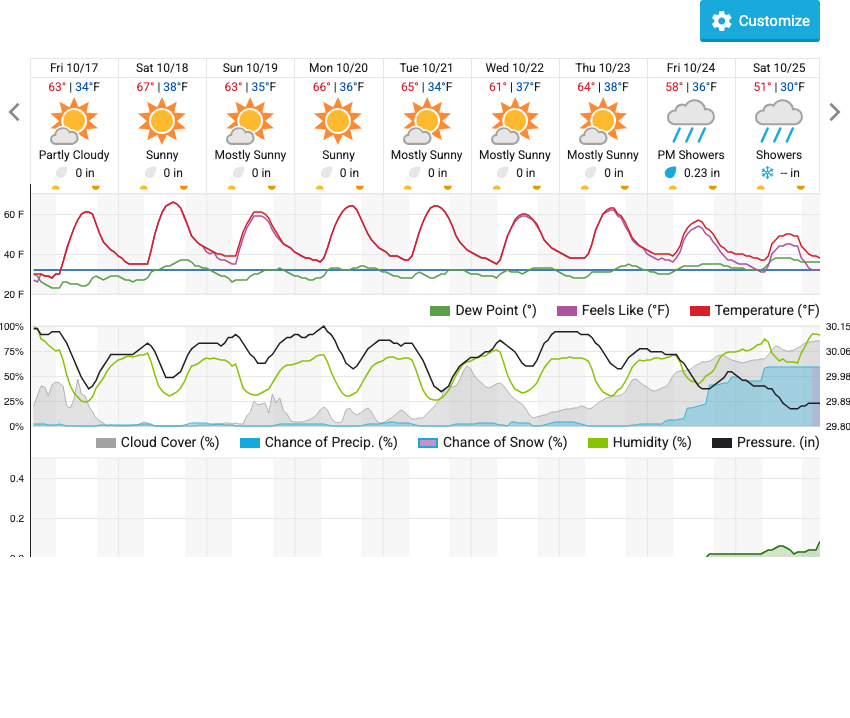 Customize
Fri 10/17 Sat 10/18 Sun 10/19 Mon 10/20 Tue 10/21 Wed 10/22 Thu 10/23 Fri 10/24 Sat 10/25
63° | 34°F 67° | 38°F 63° | 35°F 66° | 36°F 65° | 34°F 61° | 37°F 64° | 38°F 58° | 36°F 51° | 30°F
Partly Cloudy Sunny Mostly Sunny Sunny Mostly Sunny Mostly Sunny Mostly Sunny PM Showers Showers
0 in 0 in 0 in 0 in 0 in 0 in 0 in 0.23 in -- in
60 F
40 F
20 F
Dew Point (°) Feels Like (°F) Temperature (°F)
100% 30.15
75% 30.06
50% 29.98
25% 29.89
0% 29.80
Cloud Cover (%) Chance of Precip. (%) Chance of Snow (%) Humidity (%) Pressure. (in)
0.4
0.2
0.0